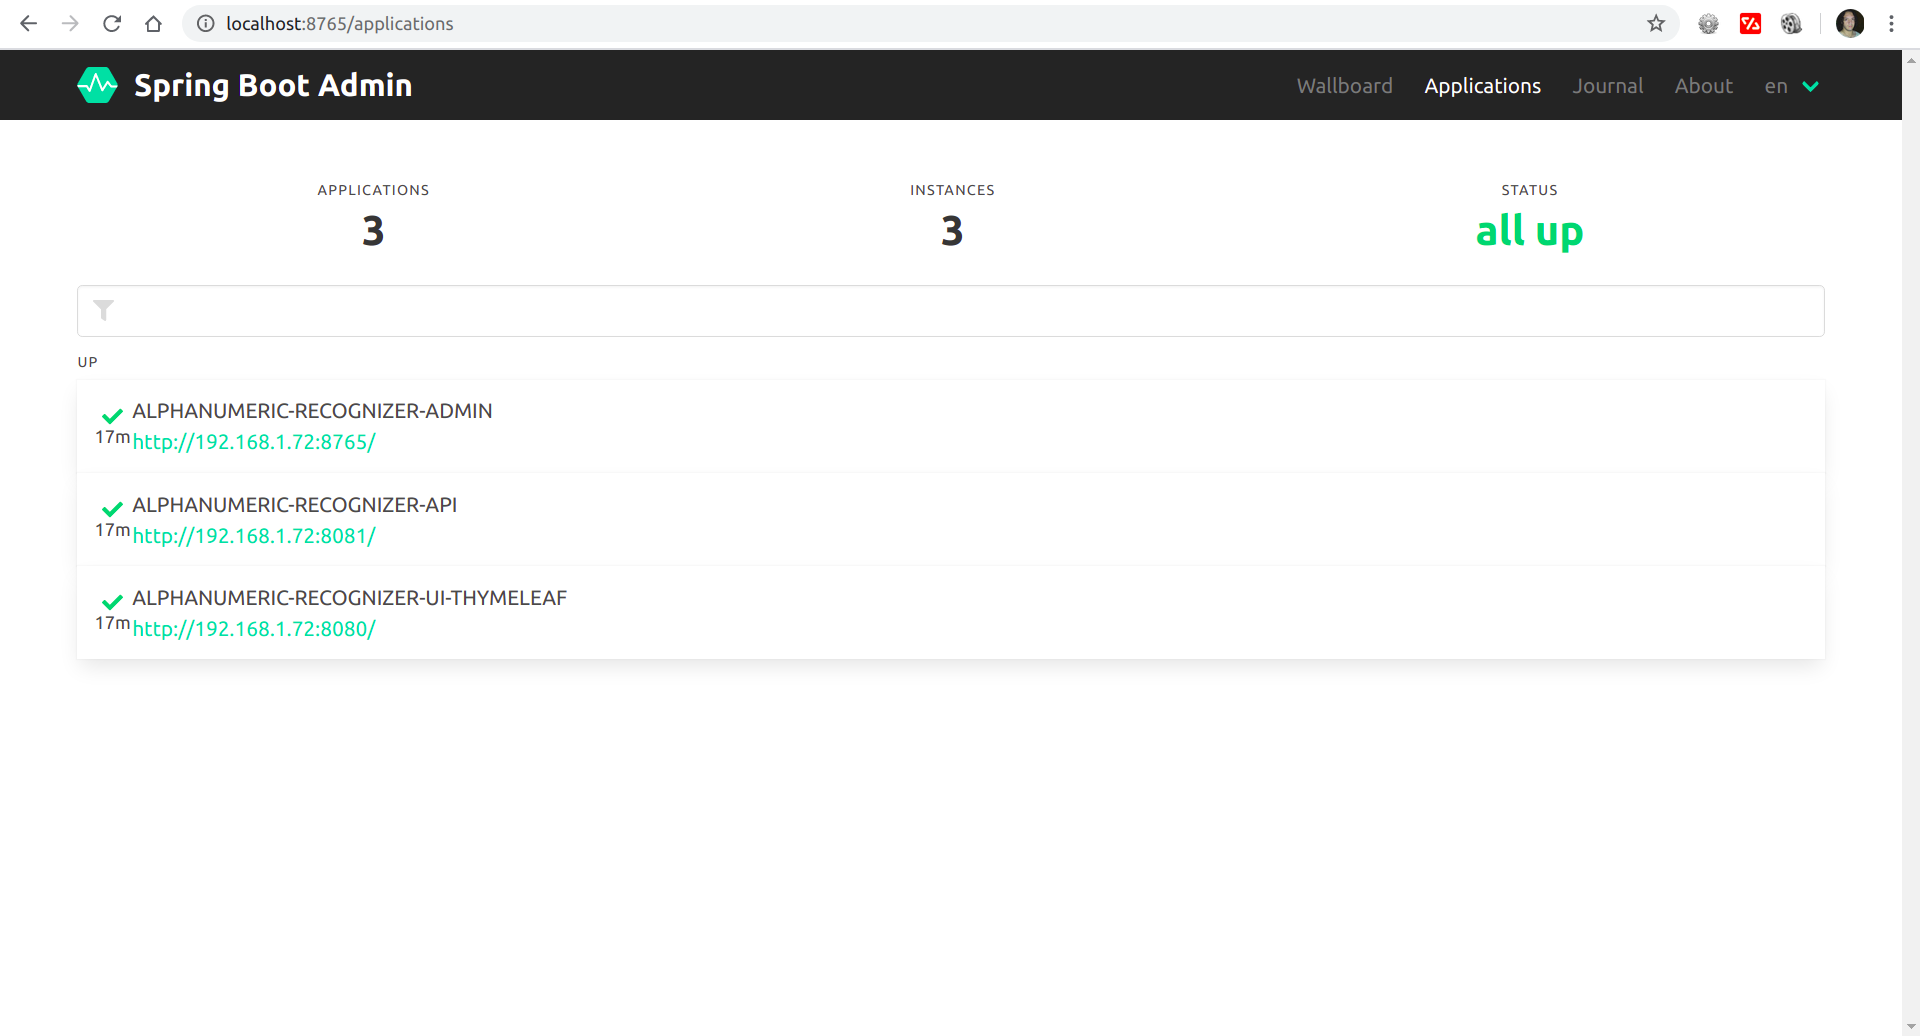 localhost:8765/applications
Spring Boot Admin
Wallboard Applications Journal About en
APPLICATIONS INSTANCES STATUS
3 3 all up
UP
ALPHANUMERIC-RECOGNIZER-ADMIN
17m http://192.168.1.72:8765/
ALPHANUMERIC-RECOGNIZER-API
17m http://192.168.1.72:8081/
ALPHANUMERIC-RECOGNIZER-UI-THYMELEAF
17m http://192.168.1.72:8080/